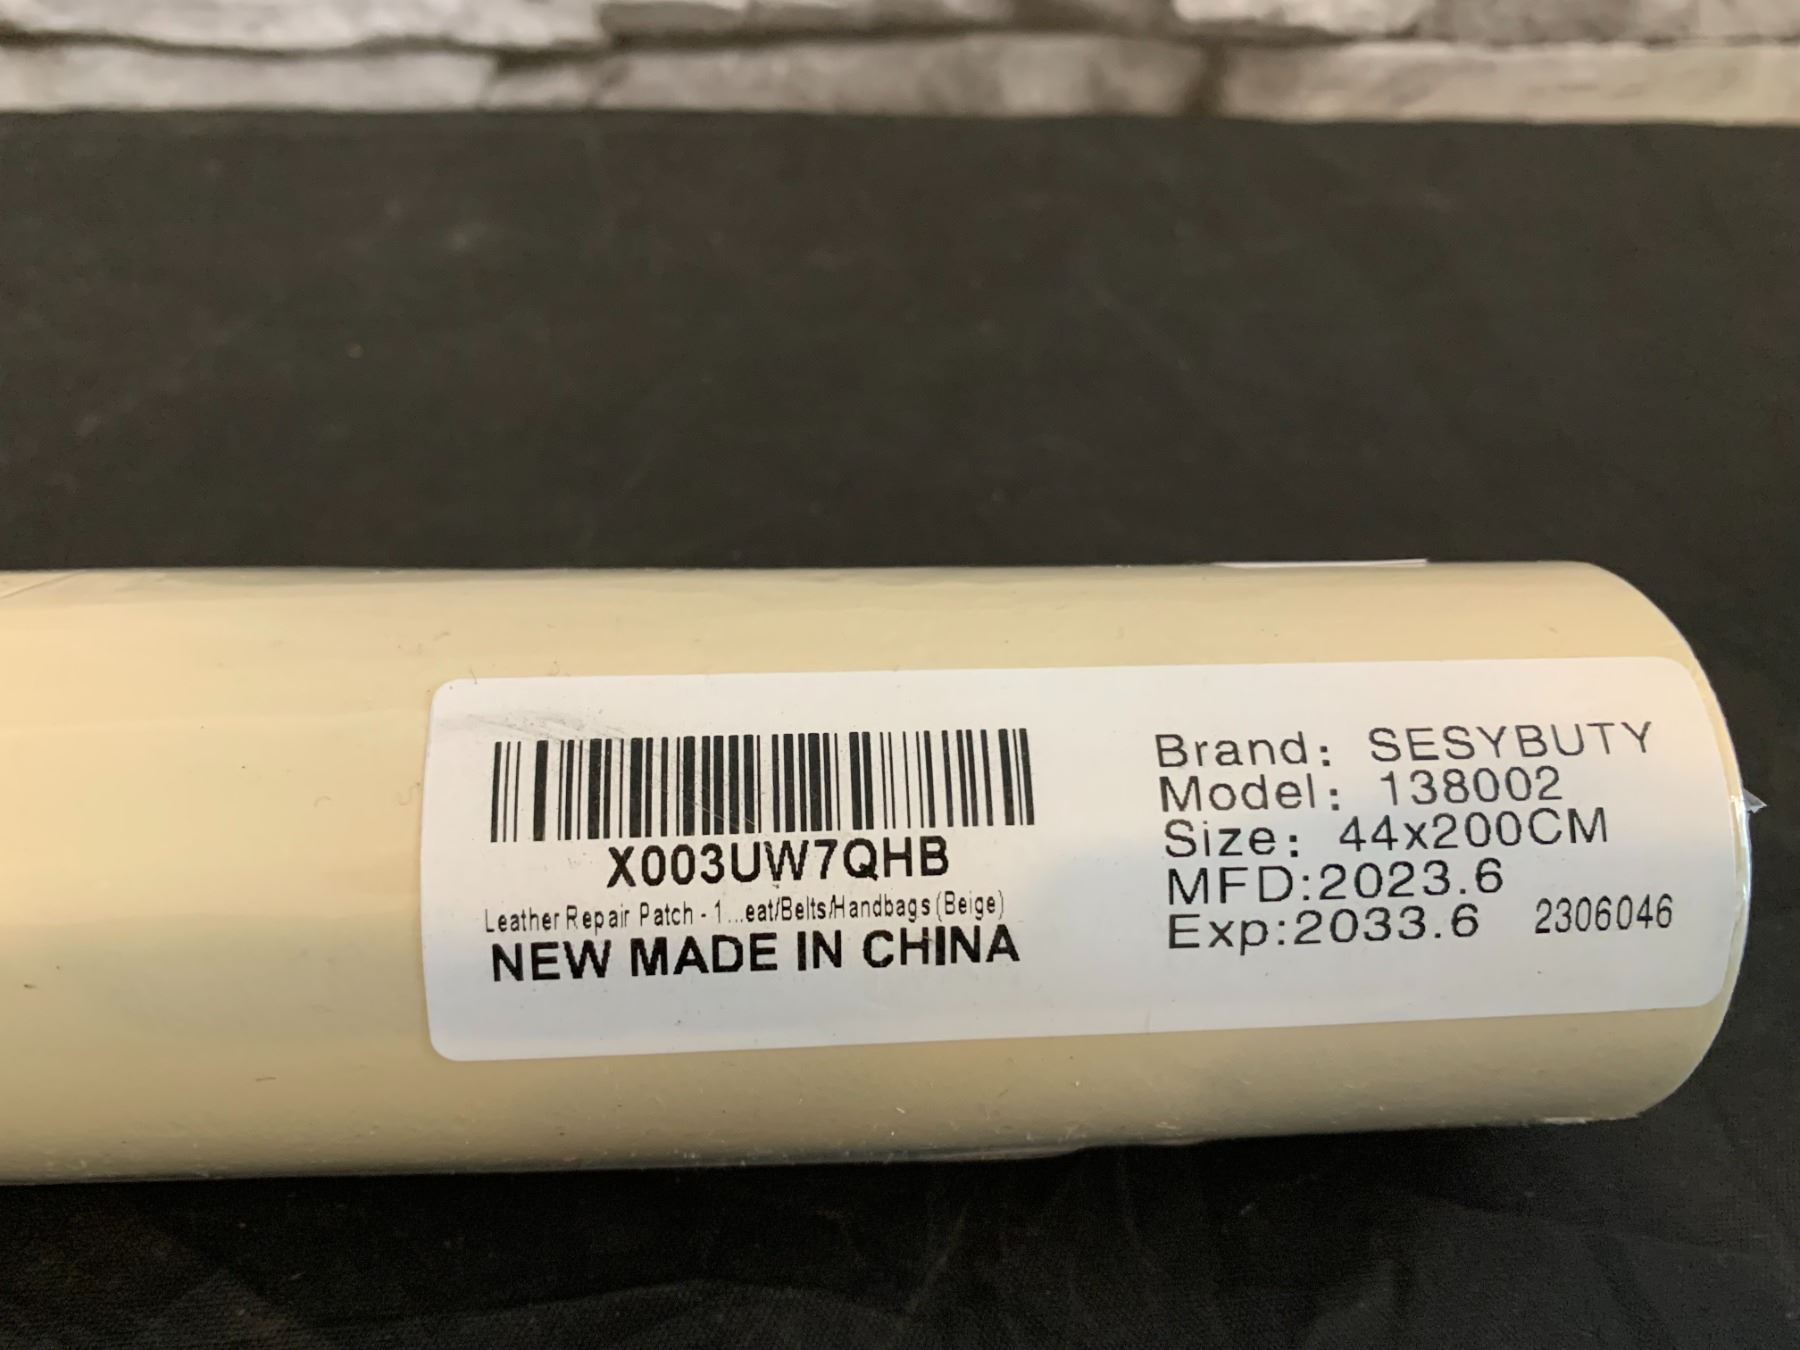 X003UW7QHB
Leather Repair Patch - 1...eat/Belts/Handbags (Beige)
NEW MADE IN CHINA
Brand: SESYBUTY
Model: 138002
Size: 44x200CM
MFD:2023.6
Exp:2033.6 2306046